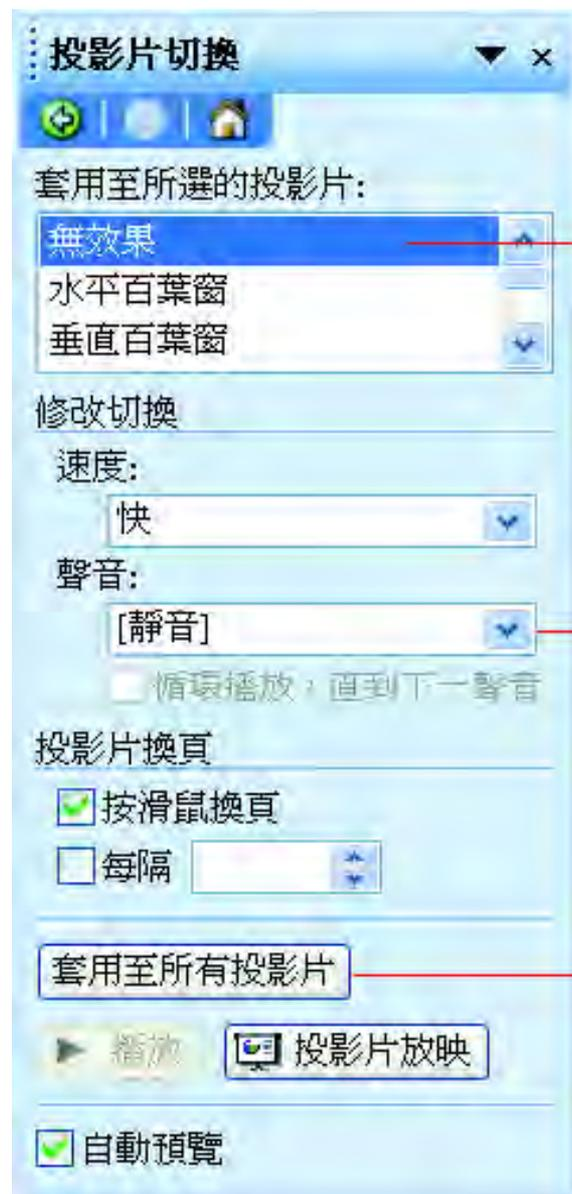 投影片切換
套用至所選的投影片:
無效果
水平百葉窗
垂直百葉窗
修改切換
速度:
快
聲音:
[靜音]
循環播放，直到下一聲音
投影片換頁
按滑鼠換頁
每隔
套用至所有投影片
播放 投影片放映
自動預覽